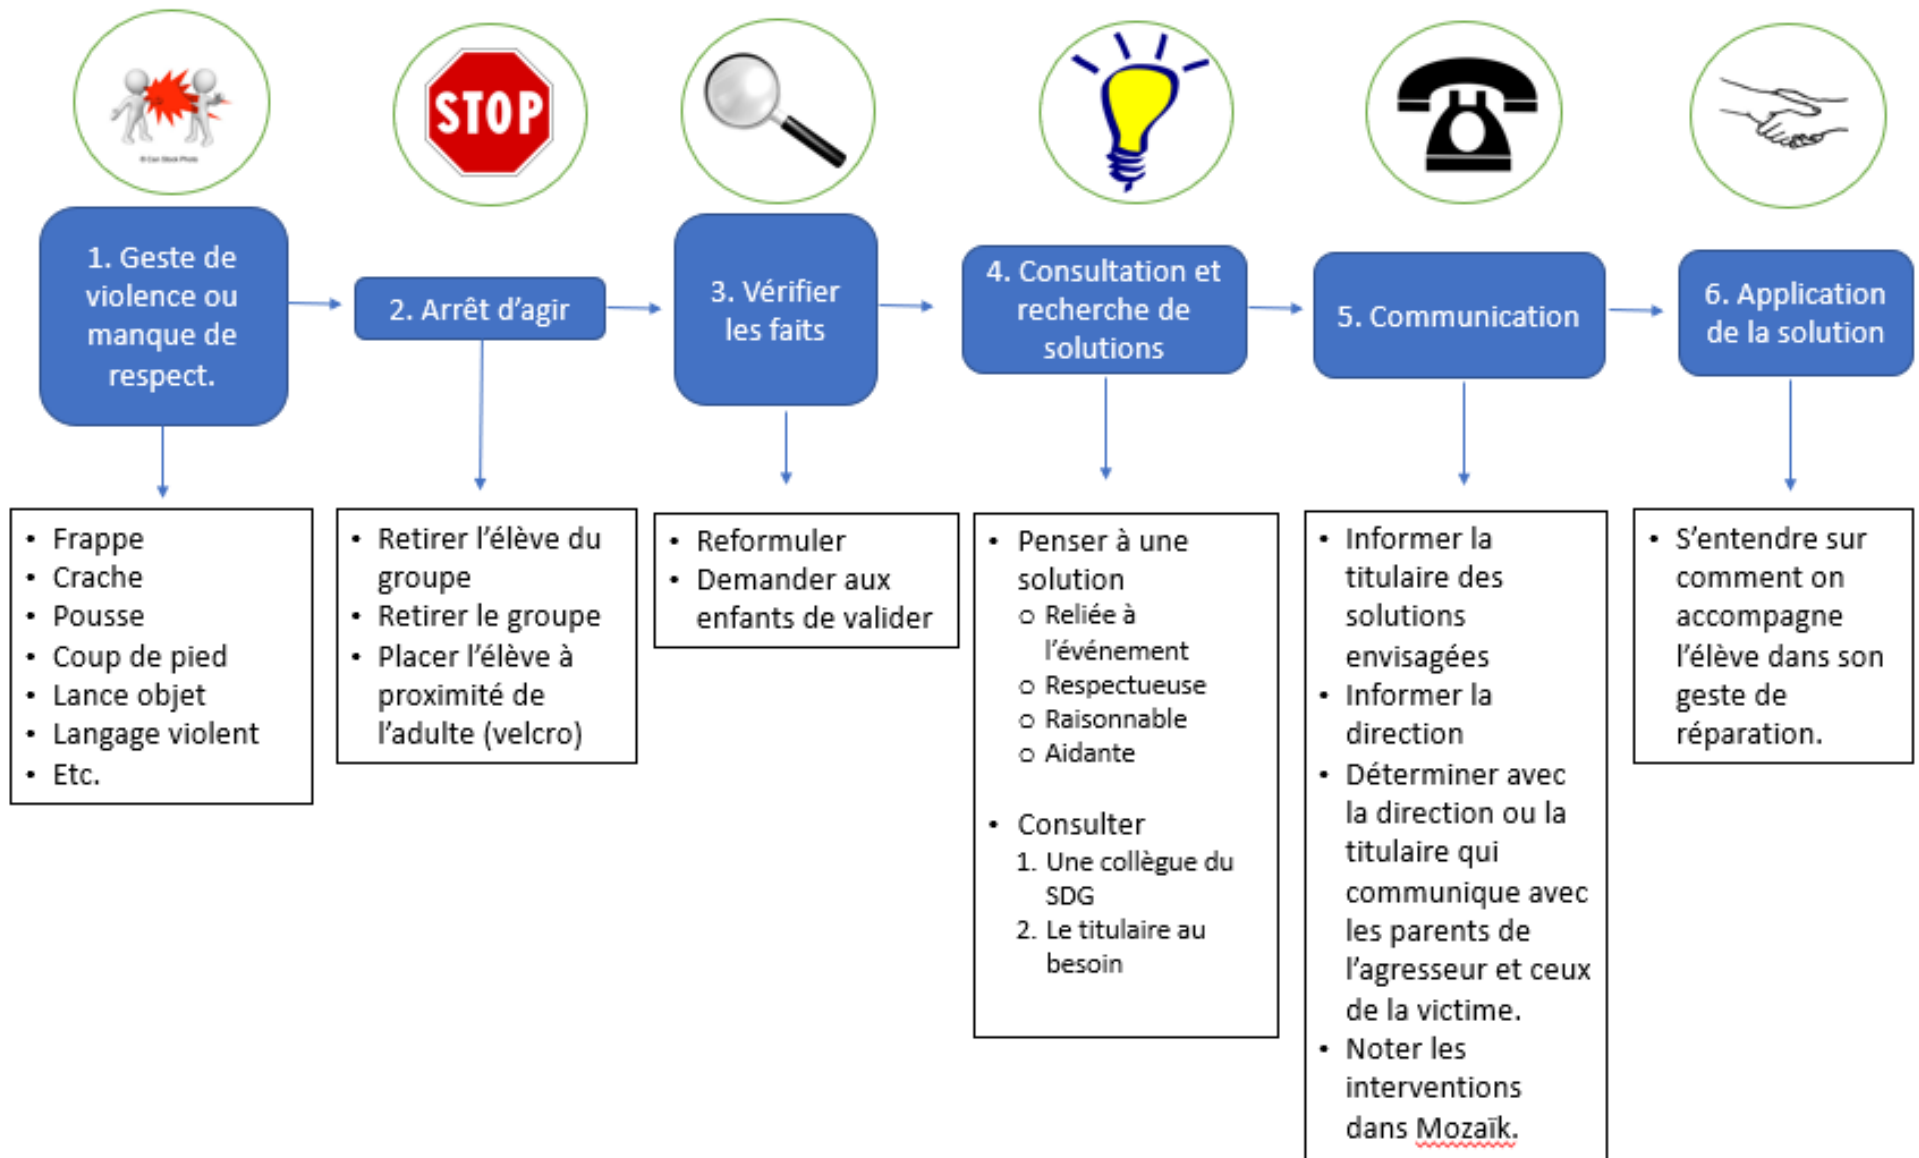 © Can Stock Photo
STOP
1. Geste de
violence ou
manque de
respect.
2. Arrêt d'agir
3. Vérifier
les faits
4. Consultation et
recherche de
solutions
5. Communication
6. Application
de la solution
• Frappe
• Crache
• Pousse
• Coup de pied
• Lance objet
• Langage violent
• Etc.
• Retirer l'élève du
groupe
• Retirer le groupe
• Placer l'élève à
proximité de
l'adulte (velcro)
• Reformuler
• Demander aux
enfants de valider
• Penser à une
solution
o Reliée à
l'événement
o Respectueuse
o Raisonnable
o Aidante
• Consulter
1. Une collègue du
SDG
2. Le titulaire au
besoin
• Informer la
titulaire des
solutions
envisagées
• Informer la
direction
• Déterminer avec
la direction ou la
titulaire qui
communique avec
les parents de
l'agresseur et ceux
de la victime.
• Noter les
interventions
dans Mozaïk.
• S'entendre sur
comment on
accompagne
l'élève dans son
geste de
réparation.